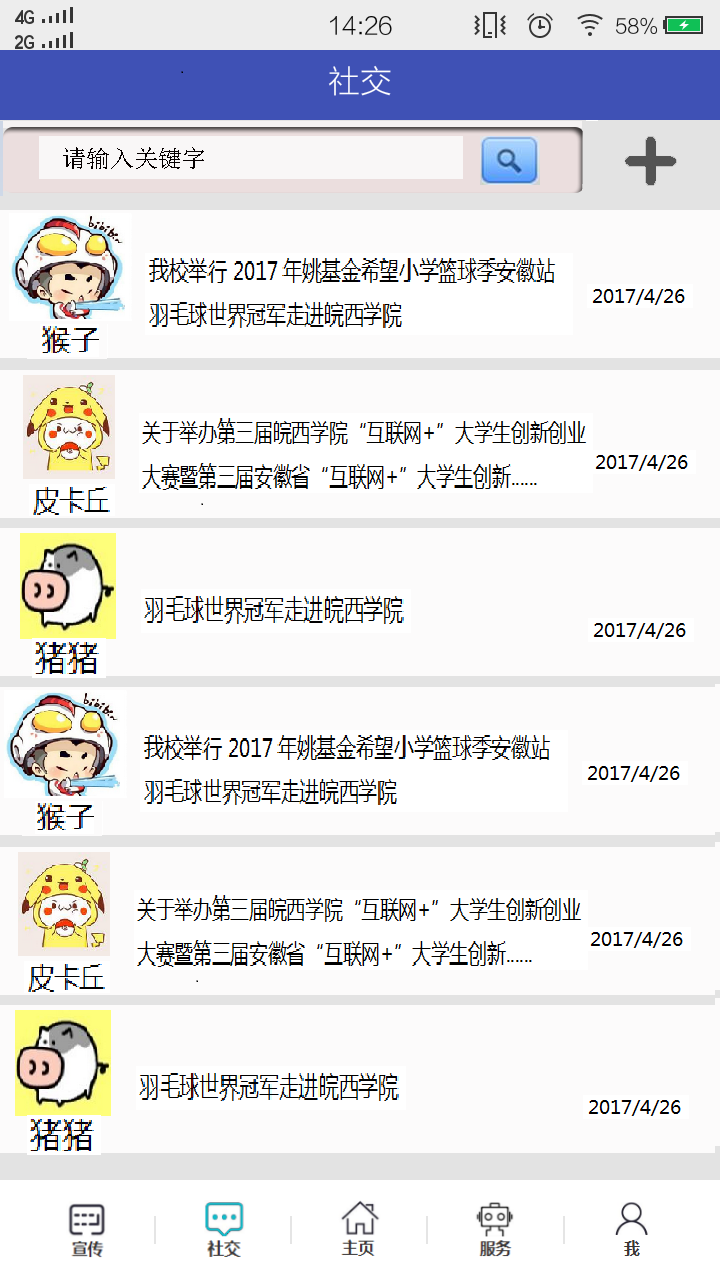 4G
2G
14:26
58%
社交
请输入关键字
bibibi~
我校举行 2017 年姚基金希望小学篮球季安徽站
羽毛球世界冠军走进皖西学院
2017/4/26
猴子
关于举办第三届皖西学院“互联网+”大学生创新创业
大赛暨第三届安徽省“互联网+”大学生创新......
2017/4/26
皮卡丘
羽毛球世界冠军走进皖西学院
2017/4/26
猪猪
bibibi~
我校举行 2017 年姚基金希望小学篮球季安徽站
羽毛球世界冠军走进皖西学院
2017/4/26
猴子
关于举办第三届皖西学院“互联网+”大学生创新创业
大赛暨第三届安徽省“互联网+”大学生创新......
2017/4/26
皮卡丘
羽毛球世界冠军走进皖西学院
2017/4/26
猪猪
宣传
社交
主页
服务
我